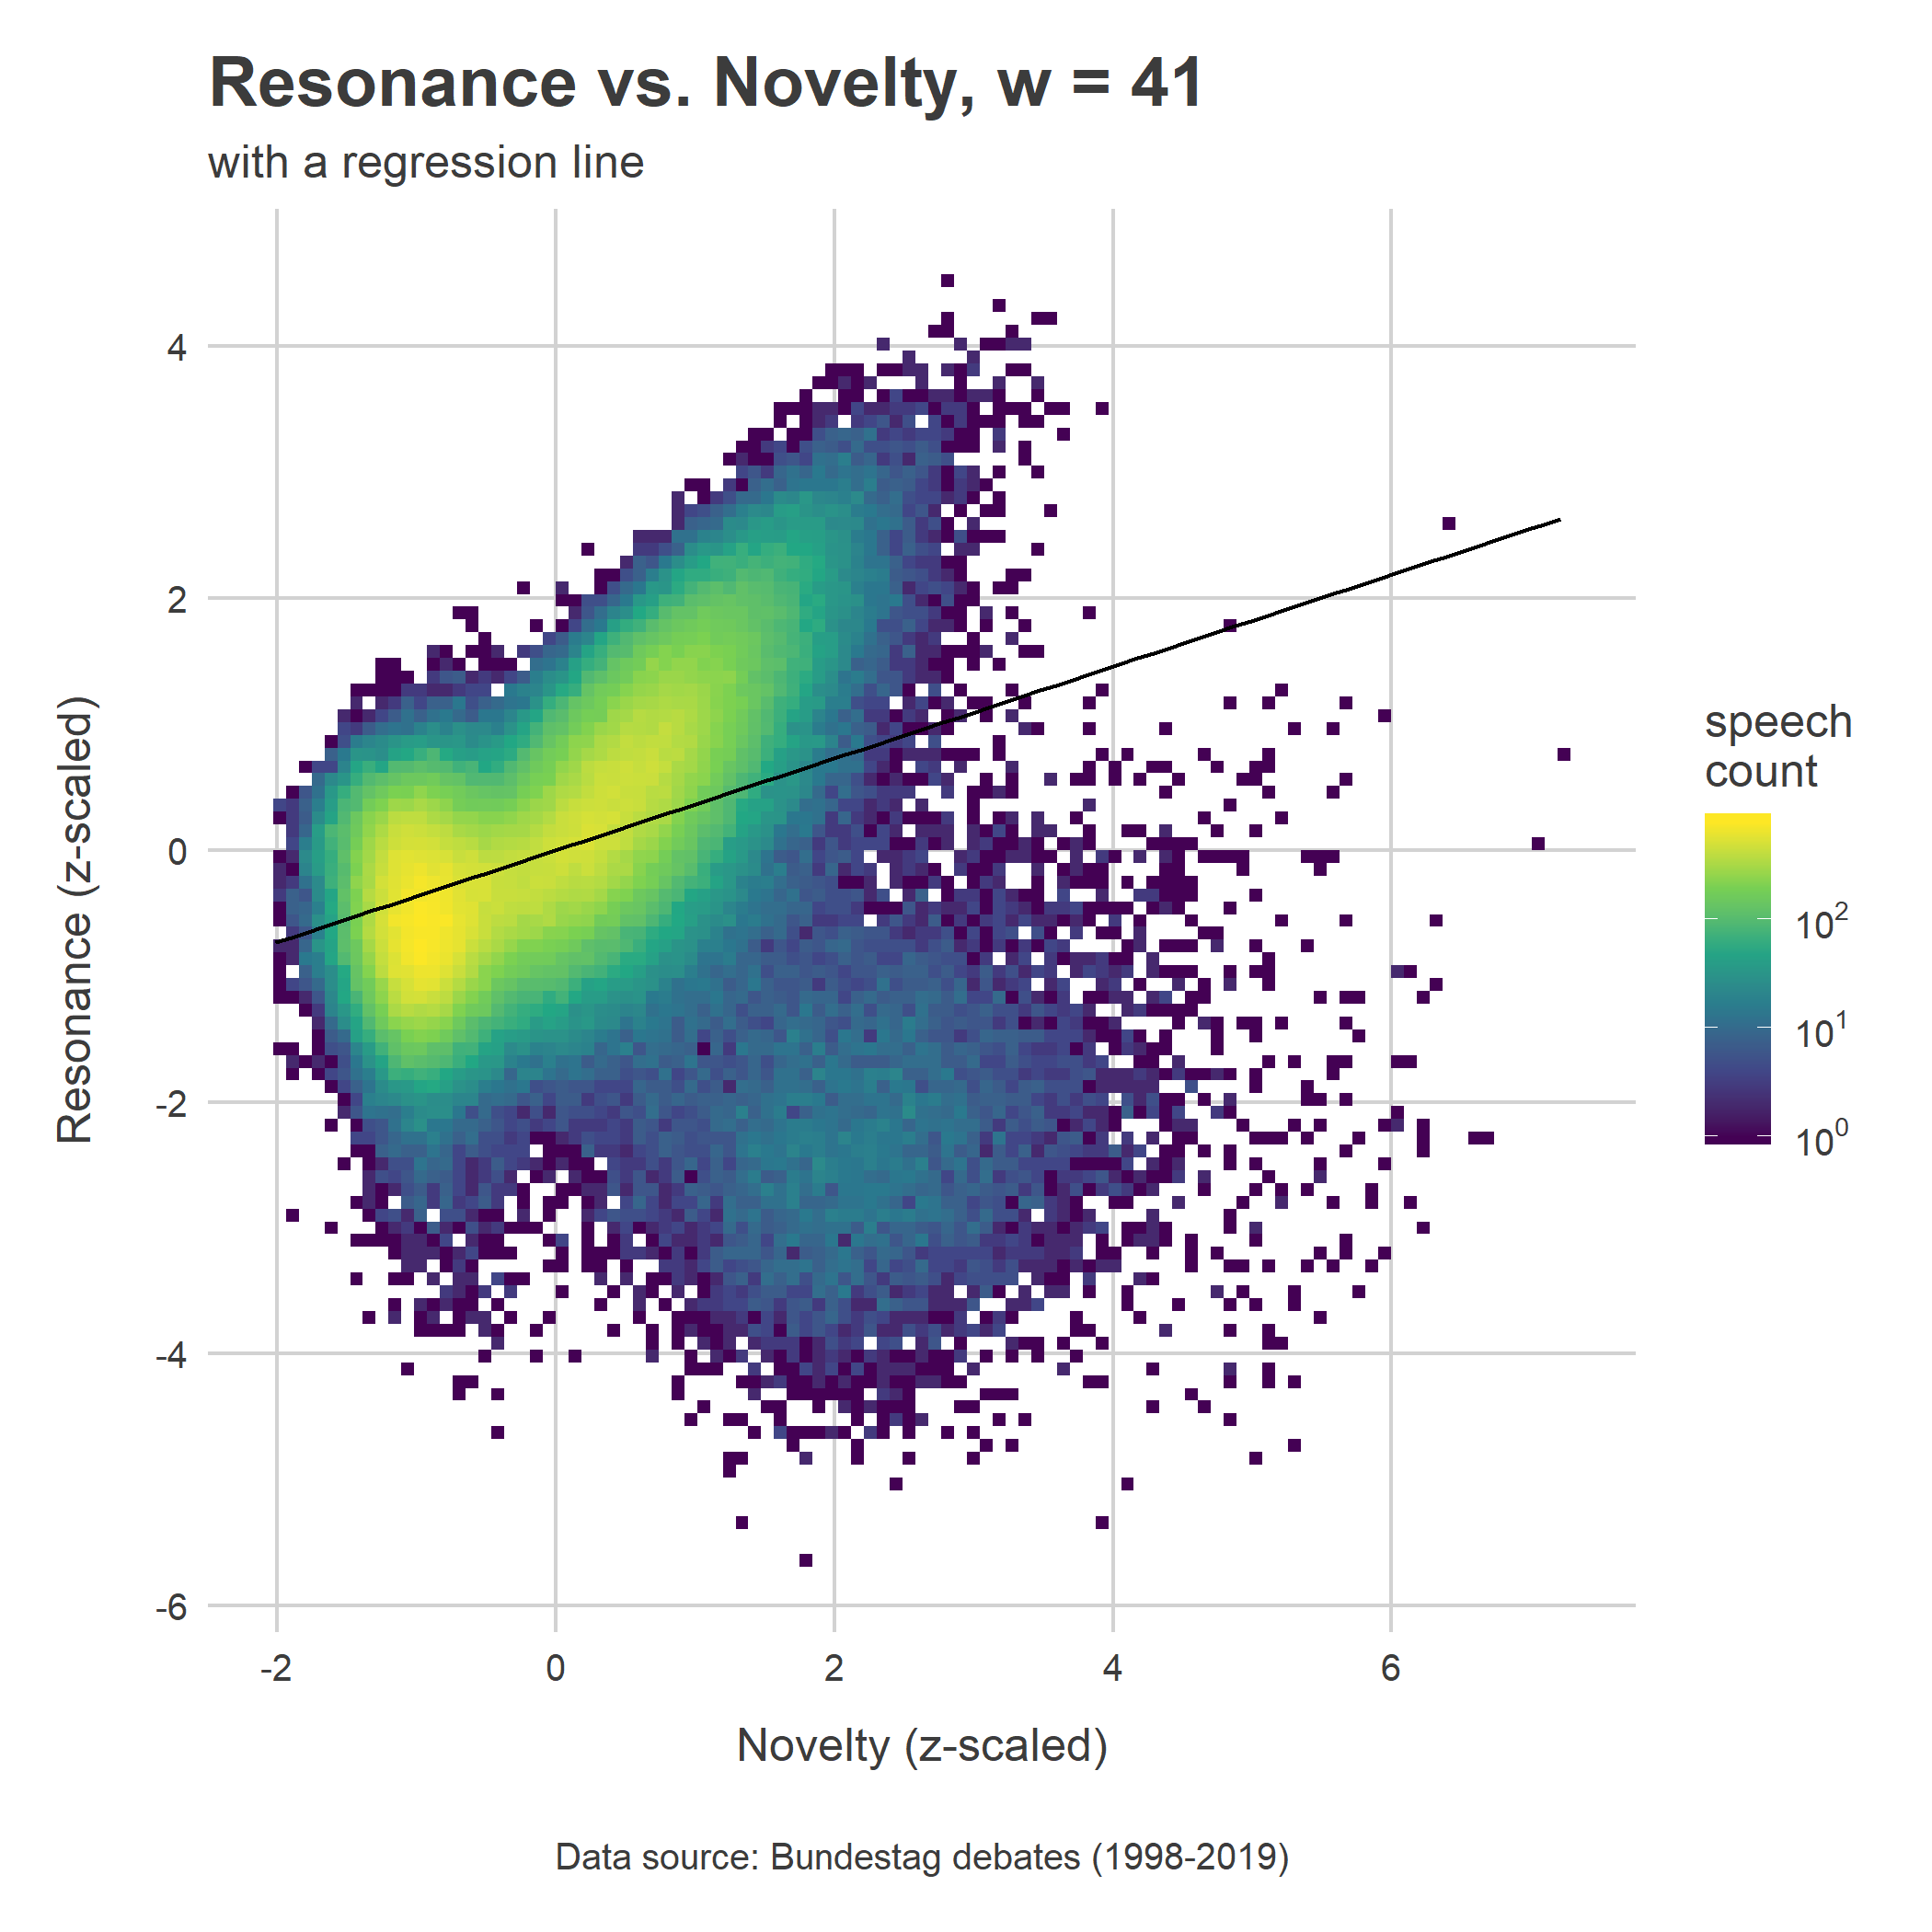 Resonance vs. Novelty, w = 41
with a regression line
Resonance (z-scaled)
4
2
0
-2
-4
-6
-2
0
2
4
6
Novelty (z-scaled)
speech
count
10²
10¹
10⁰
Data source: Bundestag debates (1998-2019)